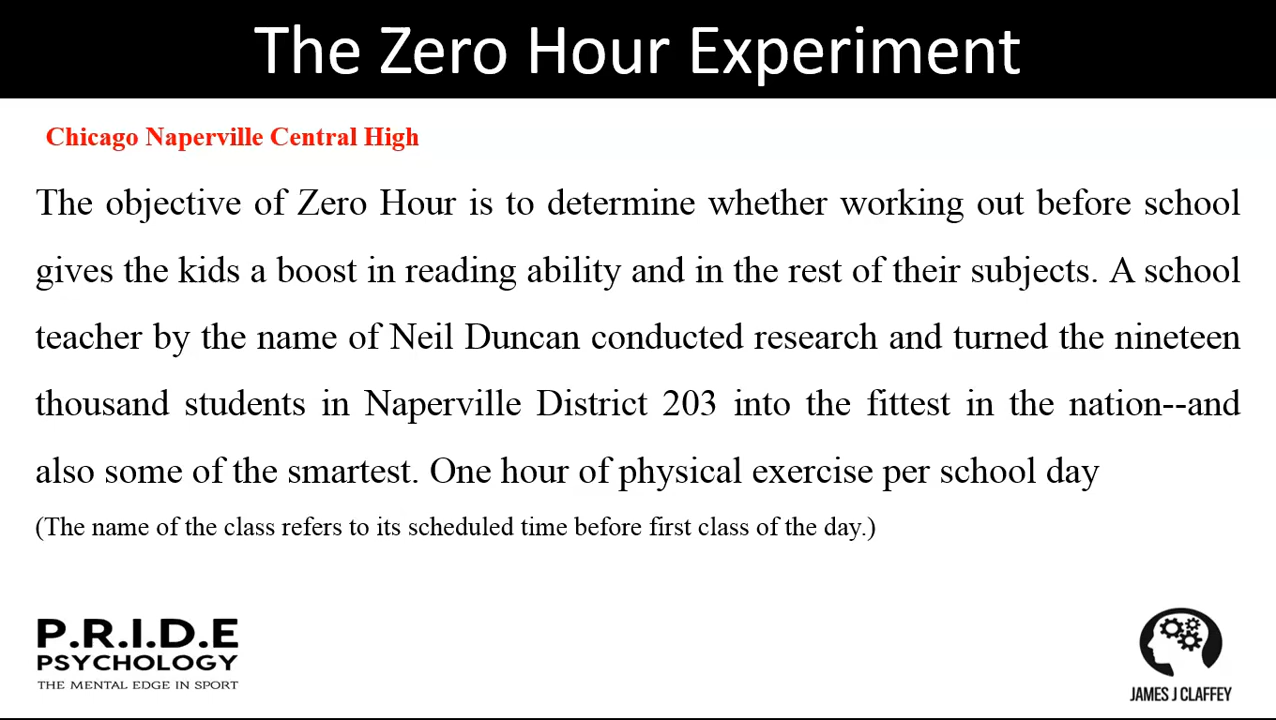 The Zero Hour Experiment
Chicago Naperville Central High
The objective of Zero Hour is to determine whether working out before school
gives the kids a boost in reading ability and in the rest of their subjects. A school
teacher by the name of Neil Duncan conducted research and turned the nineteen
thousand students in Naperville District 203 into the fittest in the nation--and
also some of the smartest. One hour of physical exercise per school day
(The name of the class refers to its scheduled time before first class of the day.)
P.R.I.D.E
PSYCHOLOGY
THE MENTAL EDGE IN SPORT
JAMES J CLAFFEY